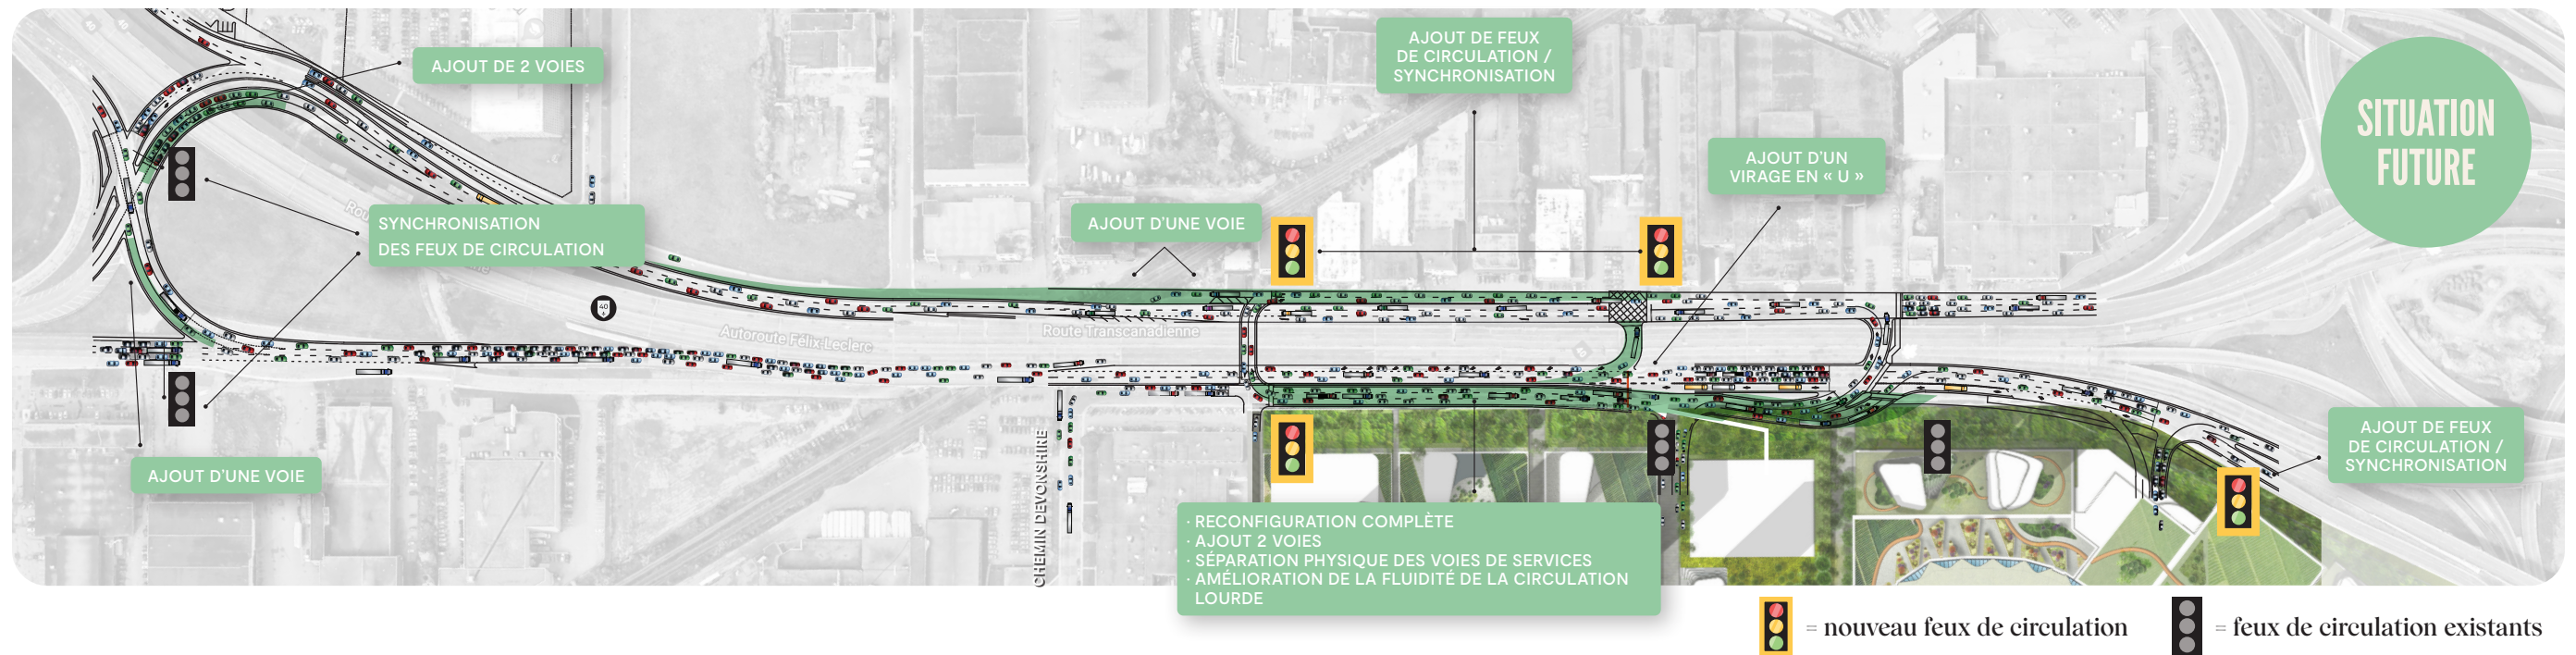 AJOUT DE 2 VOIES
AJOUT DE FEUX
DE CIRCULATION /
SYNCHRONISATION
SITUATION
FUTURE
AJOUT D'UN
VIRAGE EN « U »
SYNCHRONISATION
DES FEUX DE CIRCULATION
AJOUT D'UNE VOIE
40
Autoroute Félix-Leclerc
Route Transcanadienne
AJOUT D'UNE VOIE
CHEMIN DEVONSHIRE
AJOUT DE FEUX
DE CIRCULATION /
SYNCHRONISATION
· RECONFIGURATION COMPLÈTE
· AJOUT 2 VOIES
· SÉPARATION PHYSIQUE DES VOIES DE SERVICES
· AMÉLIORATION DE LA FLUIDITÉ DE LA CIRCULATION
LOURDE
= nouveau feux de circulation
= feux de circulation existants